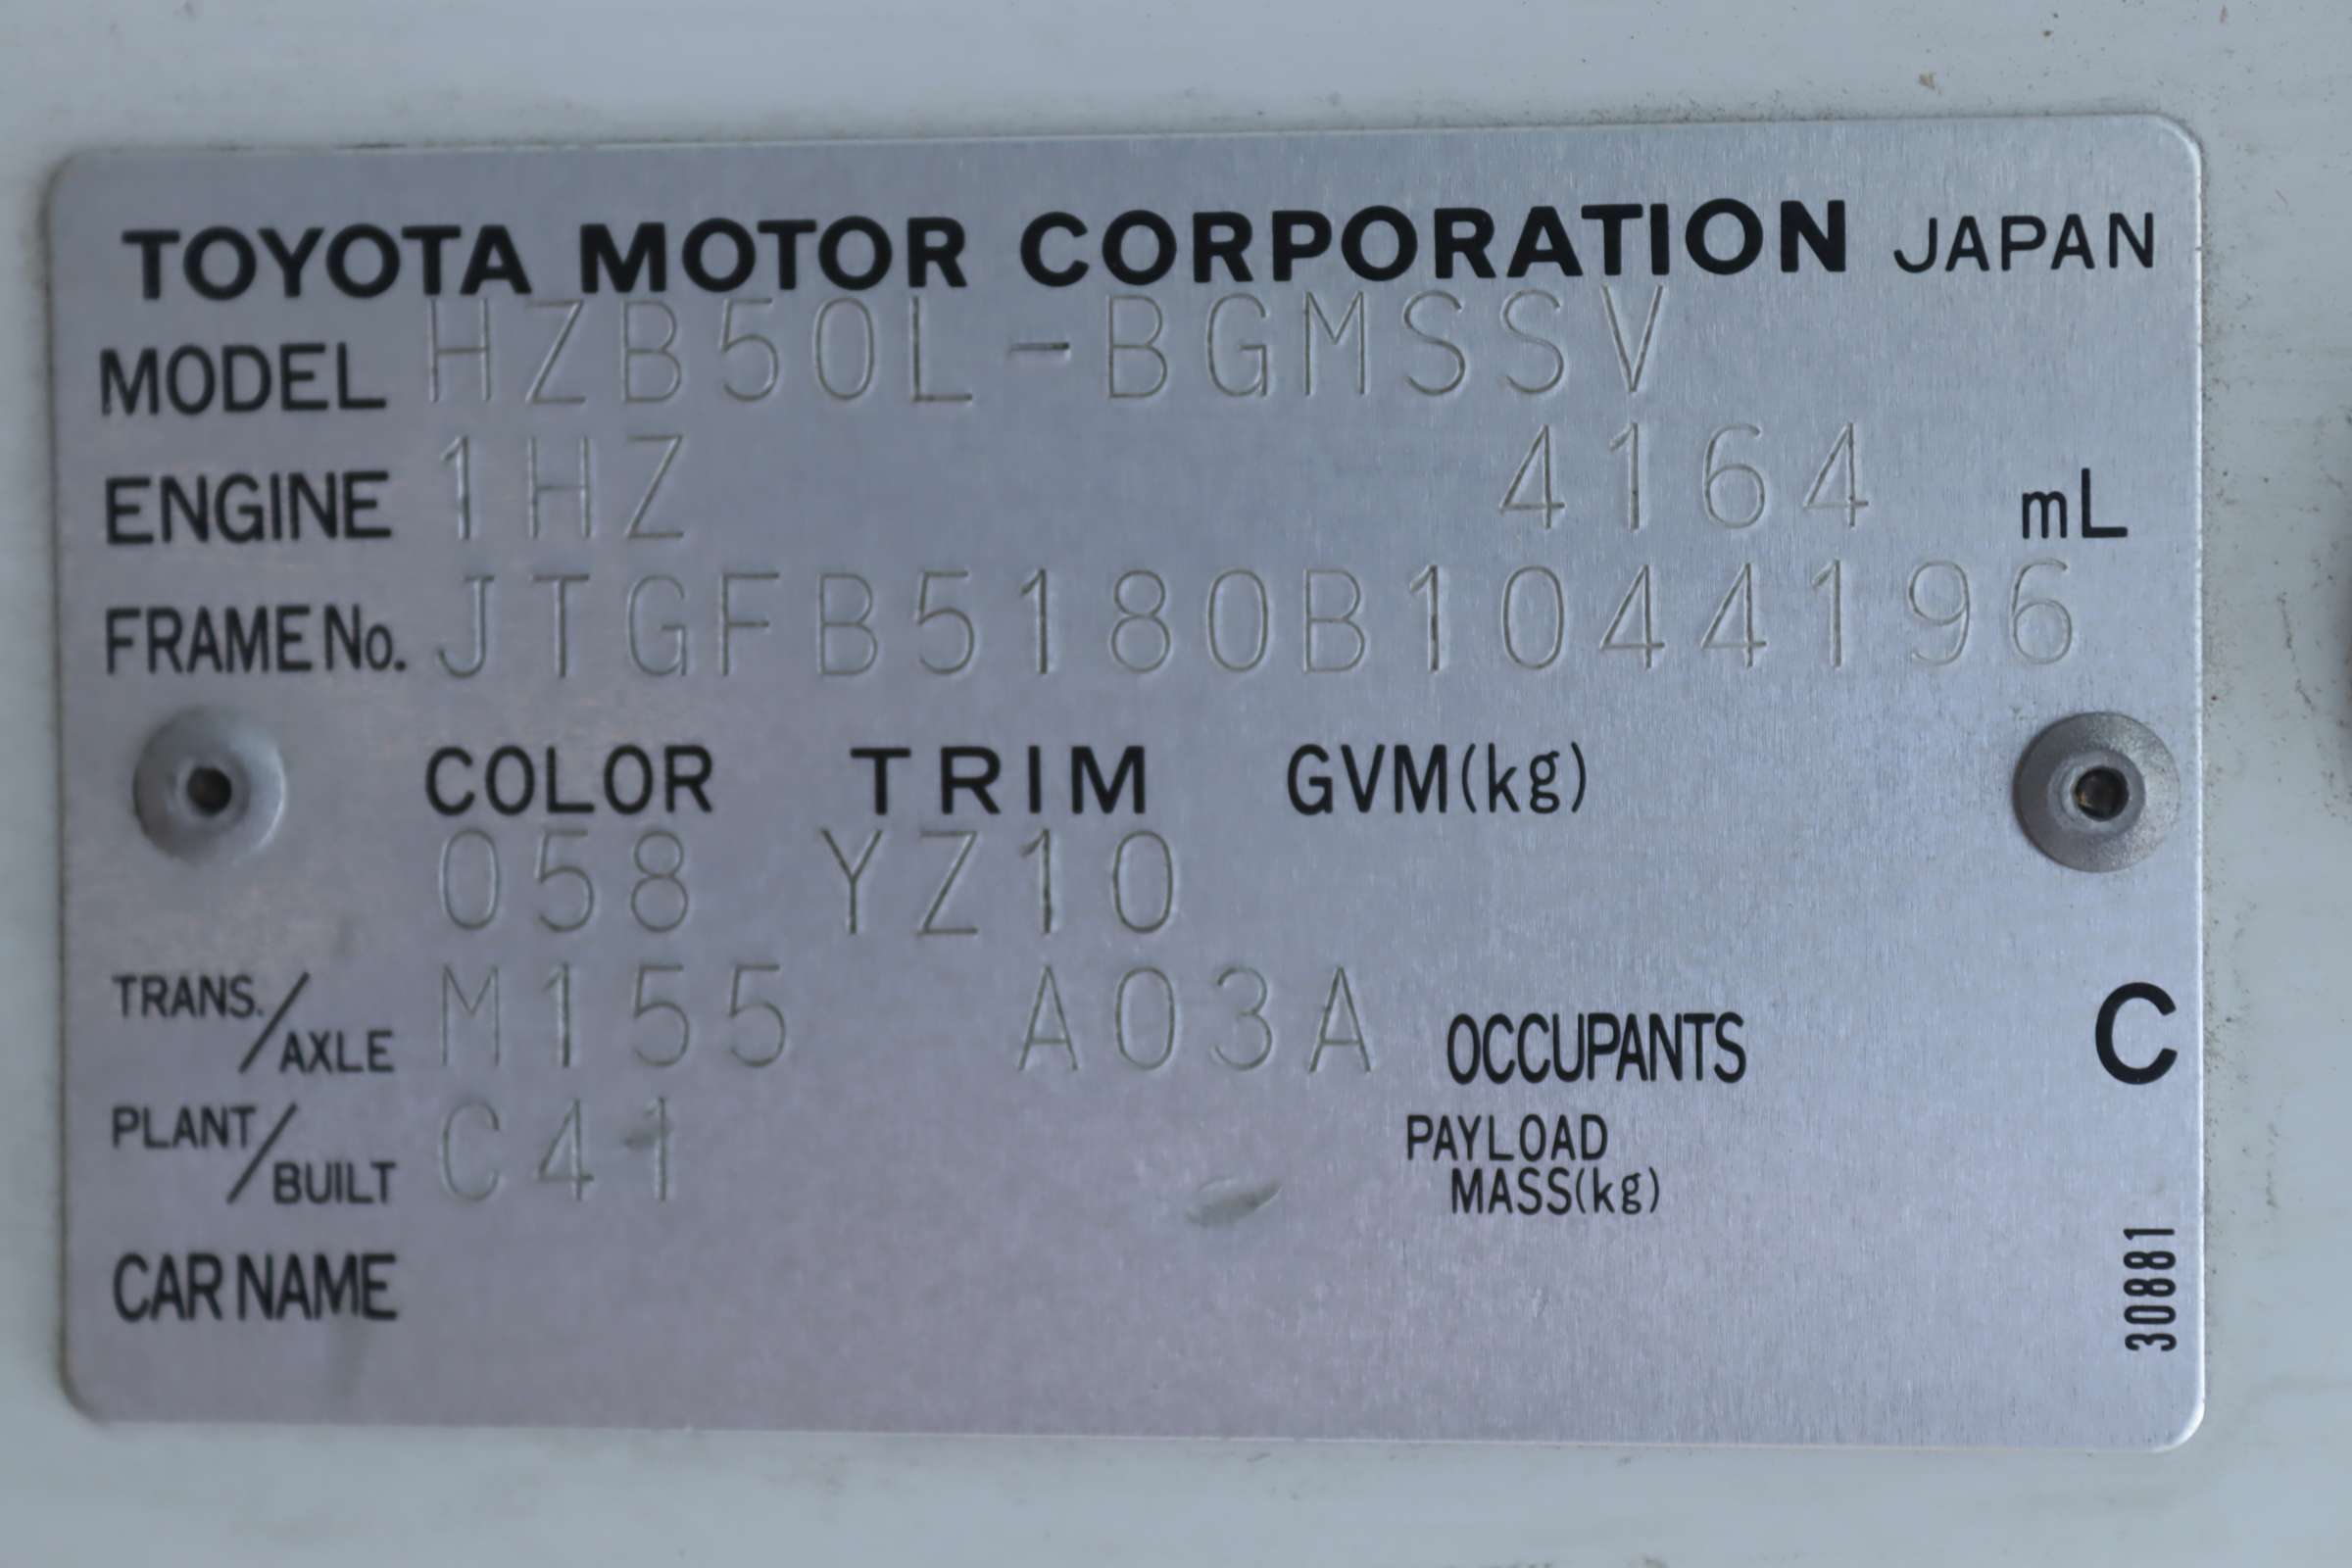 TOYOTA MOTOR CORPORATION JAPAN
MODEL HZB50L-BGMSSV
ENGINE 1HZ 4164 mL
FRAME No. JTGFB5180B1044196
COLOR TRIM GVM(kg)
058 YZ10
TRANS./AXLE M155 A03A OCCUPANTS C
PLANT/BUILT C41 PAYLOAD MASS(kg)
CAR NAME
30881